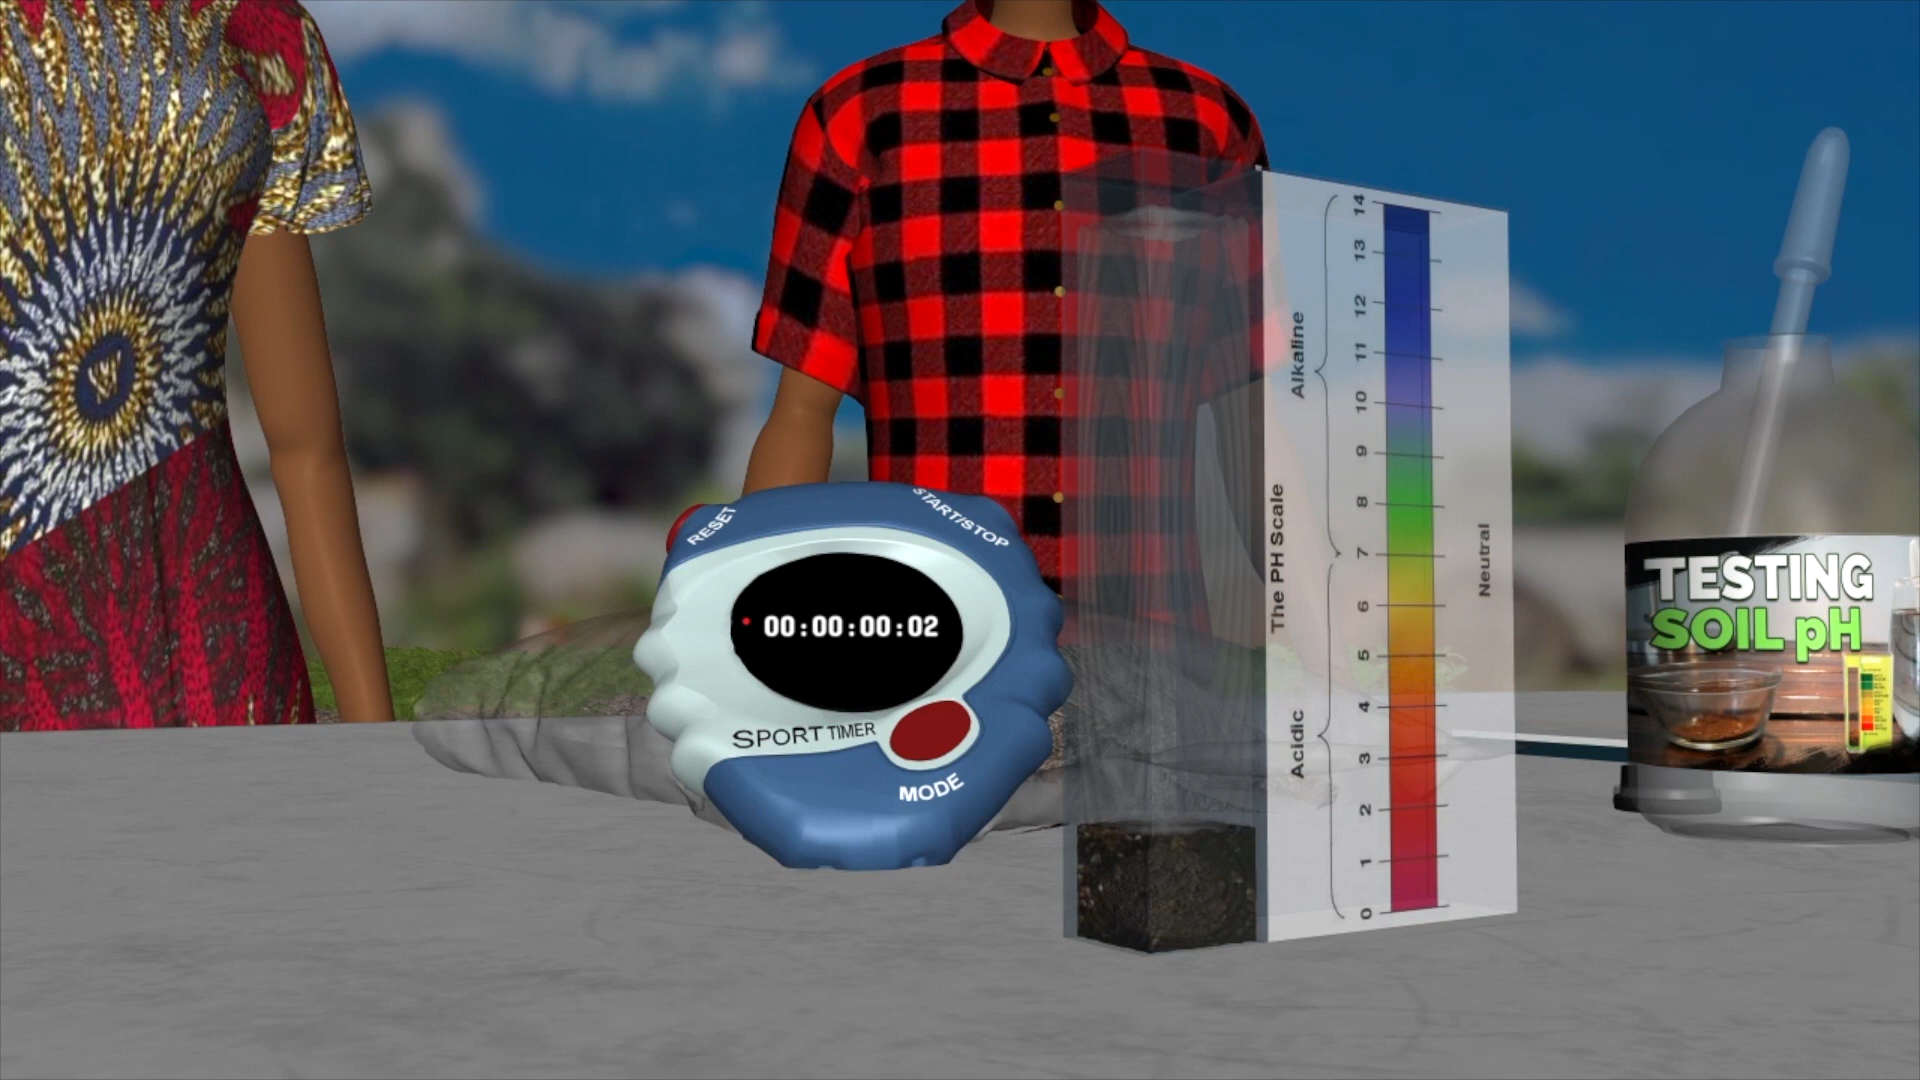 RESET
START/STOP
00:00:00:02
SPORT TIMER
MODE
The PH Scale
Alkaline
Acidic
Neutral
14
13
12
11
10
9
8
7
6
5
4
3
2
1
0
TESTING
SOIL pH